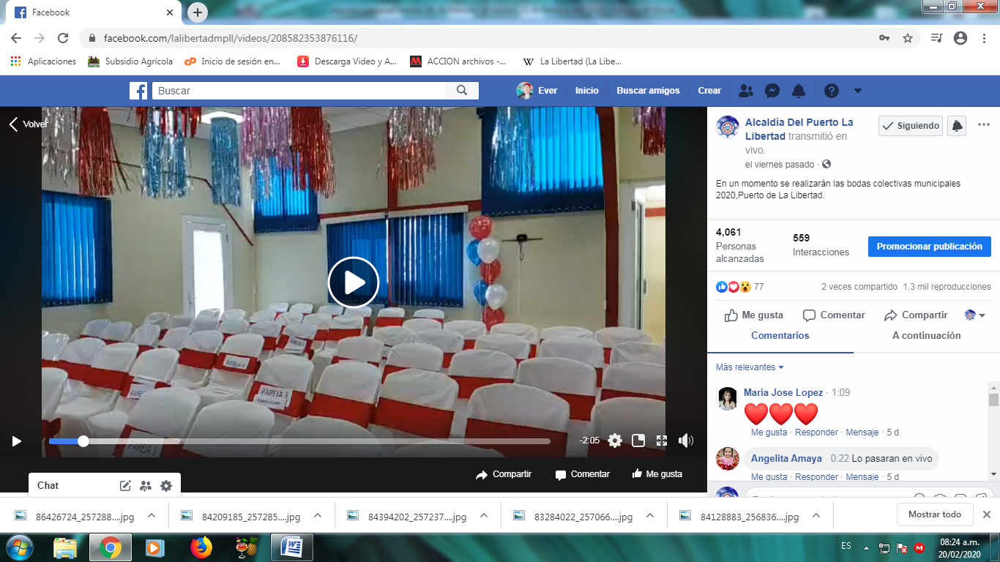 Facebook
facebook.com/lalibertadmpll/videos/208582353876116/
Aplicaciones
Subsidio Agrícola
Inicio de sesión en...
Descarga Video y A...
ACCION archivos -...
La Libertad (La Libe...
Buscar
Ever
Inicio
Buscar amigos
Crear
Volver
PAREJA 3
PAREJA 1
-2:05
Compartir
Comentar
Me gusta
Alcaldía Del Puerto La
Libertad transmitió en
vivo.
el viernes pasado ·
Siguiendo
En un momento se realizarán las bodas colectivas municipales
2020,Puerto de La Libertad.
4,061
Personas
alcanzadas
559
Interacciones
Promocionar publicación
77
2 veces compartido 1.3 mil reproducciones
Me gusta
Comentar
Compartir
Comentarios
A continuación
Más relevantes
Maria Jose Lopez · 1:09
Me gusta · Responder · Mensaje · 5 d
Angelita Amaya · 0:22 Lo pasaran en vivo
Me gusta · Responder · Mensaje · 5 d
Chat
86426724_257288....jpg
84209185_257285....jpg
84394202_257237....jpg
83284022_257066....jpg
84128883_256836....jpg
Mostrar todo
ES
08:24 a.m.
20/02/2020